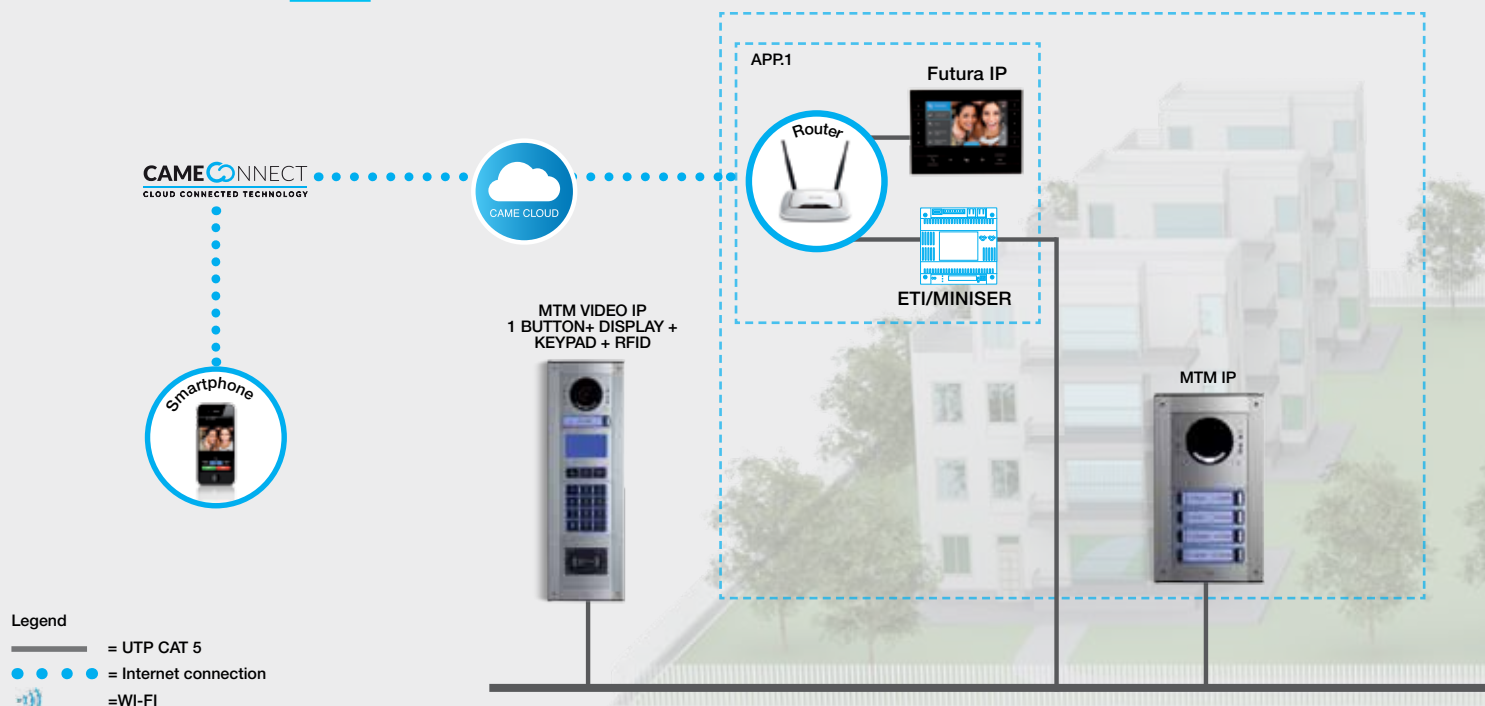 APP.1
Futura IP
Router
CAMECONNECT
CLOUD CONNECTED TECHNOLOGY
CAME CLOUD
ETI/MINISER
MTM VIDEO IP
1 BUTTON+ DISPLAY +
KEYPAD + RFID
MTM IP
Smartphone
Legend
= UTP CAT 5
= Internet connection
=WI-FI